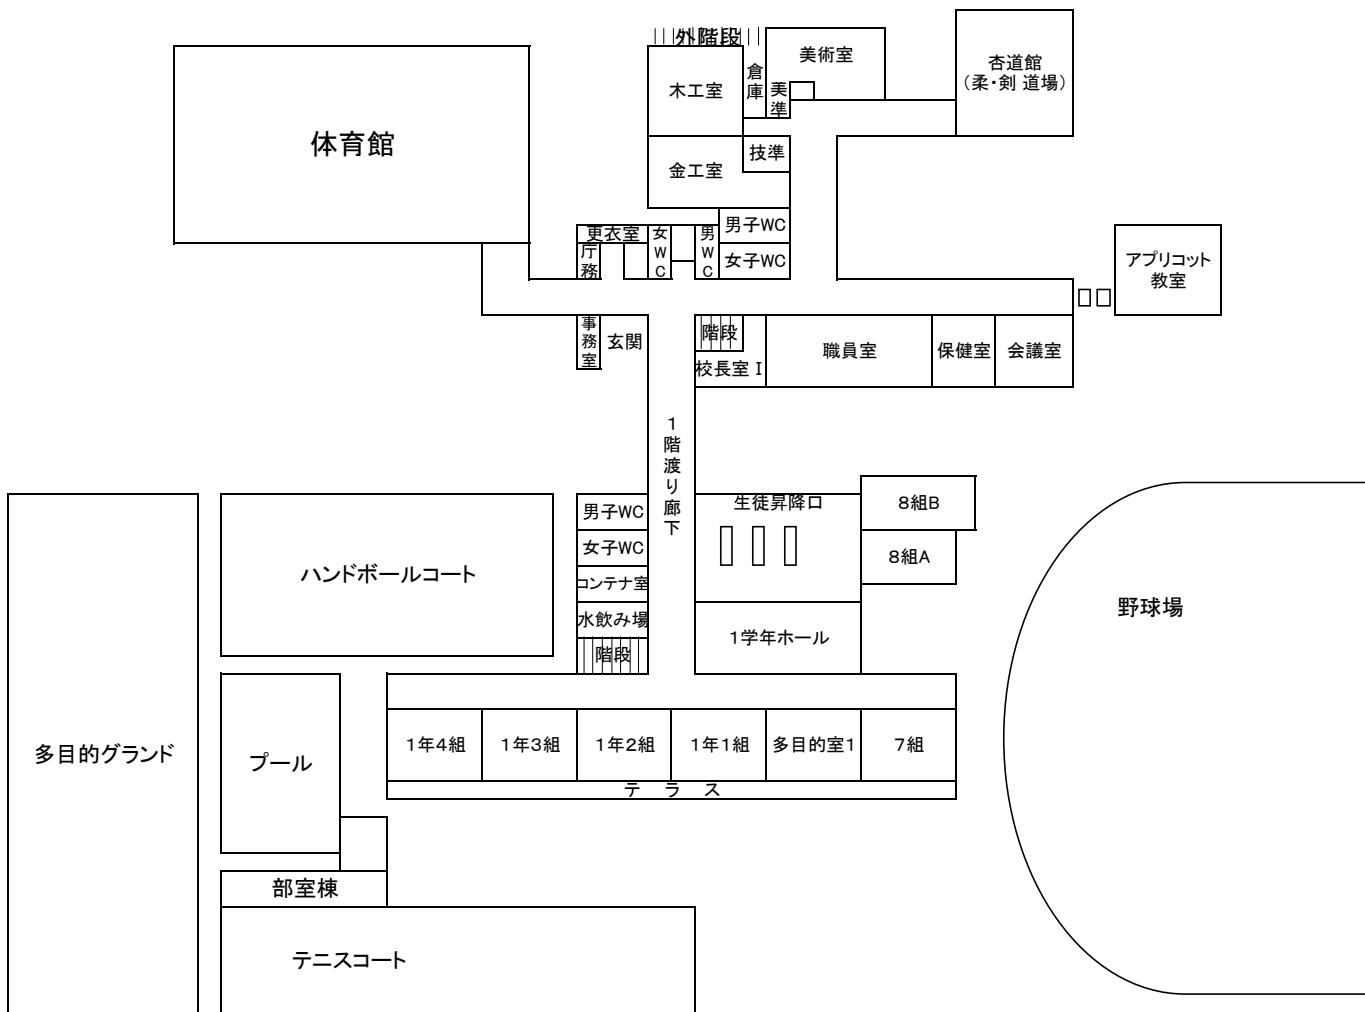 外階段
美術室
杏道館
（柔・剣 道場）
木工室
倉庫
美準
体育館
技準
金工室
男子WC
更衣室
女WC
男WC
女子WC
庁務
アプリコット
教室
事務室
玄関
階段
職員室
保健室
会議室
校長室 I
1階渡り廊下
生徒昇降口
8組B
男子WC
女子WC
8組A
ハンドボールコート
コンテナ室
野球場
水飲み場
1学年ホール
階段
多目的グランド
プール
1年4組
1年3組
1年2組
1年1組
多目的室1
7組
テ ラ ス
部室棟
テニスコート